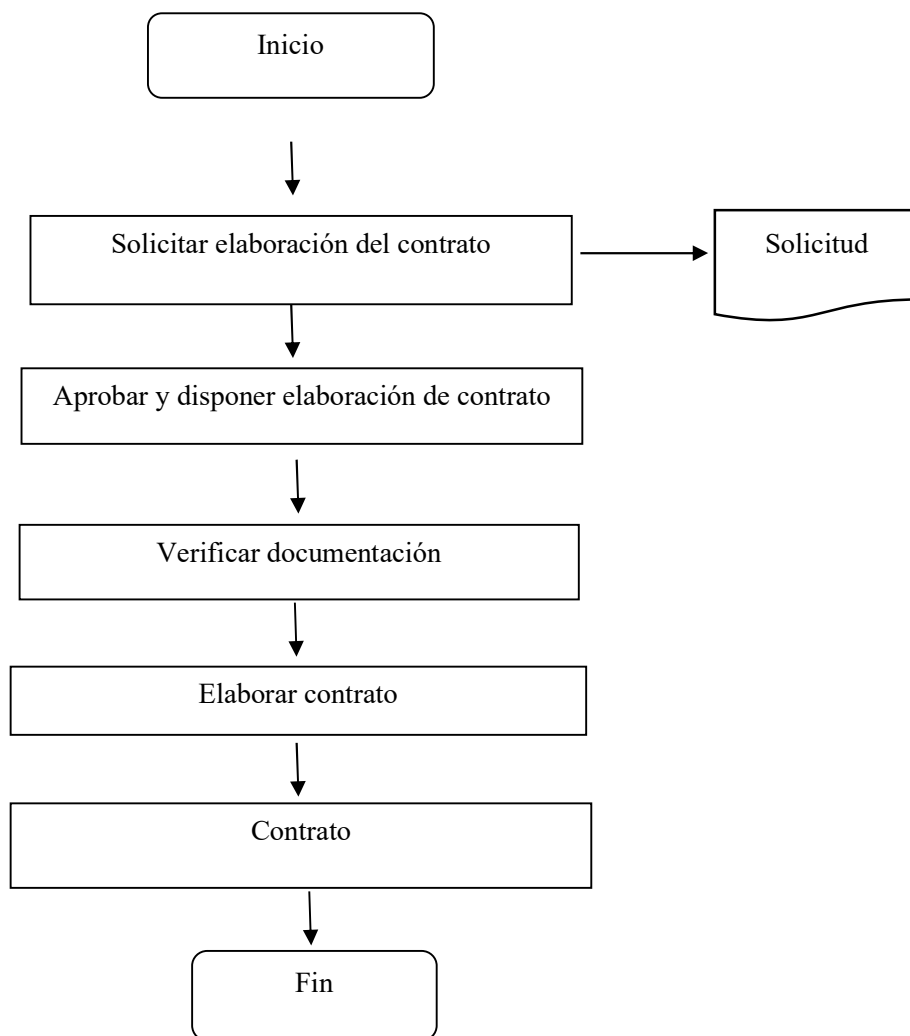 Inicio
Solicitar elaboración del contrato
Solicitud
Aprobar y disponer elaboración de contrato
Verificar documentación
Elaborar contrato
Contrato
Fin